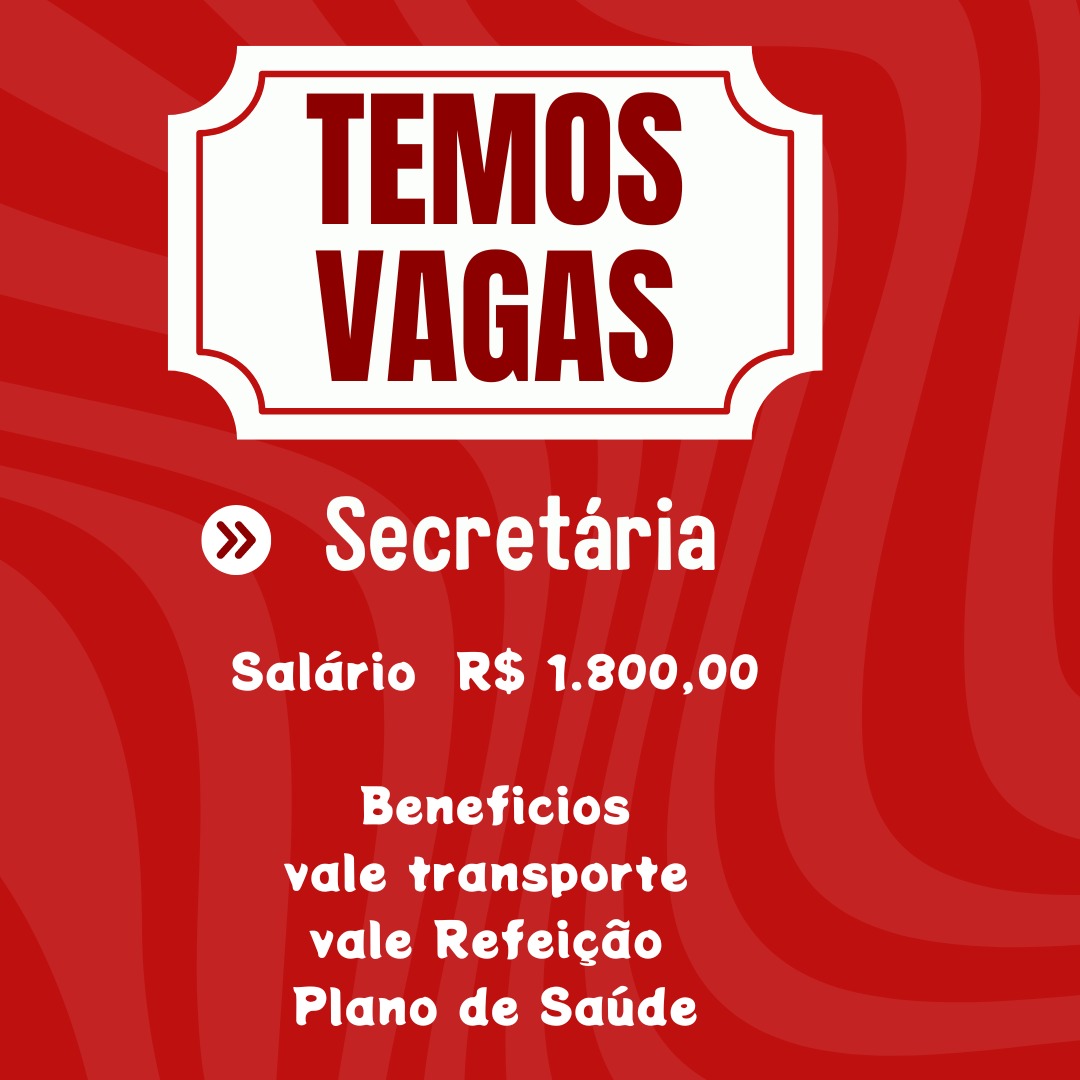 TEMOS
VAGAS
Secretária
Salário R$ 1.800,00
Beneficios
vale transporte
vale Refeição
Plano de Saúde